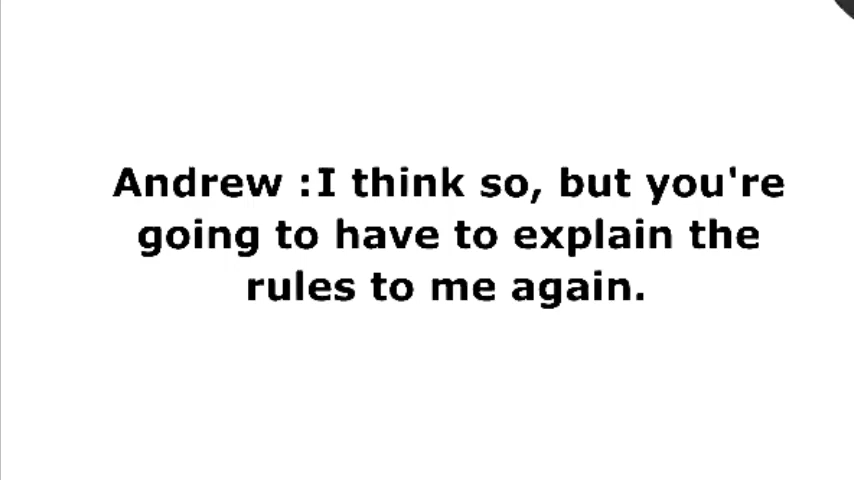 Andrew :I think so, but you're
going to have to explain the
rules to me again.